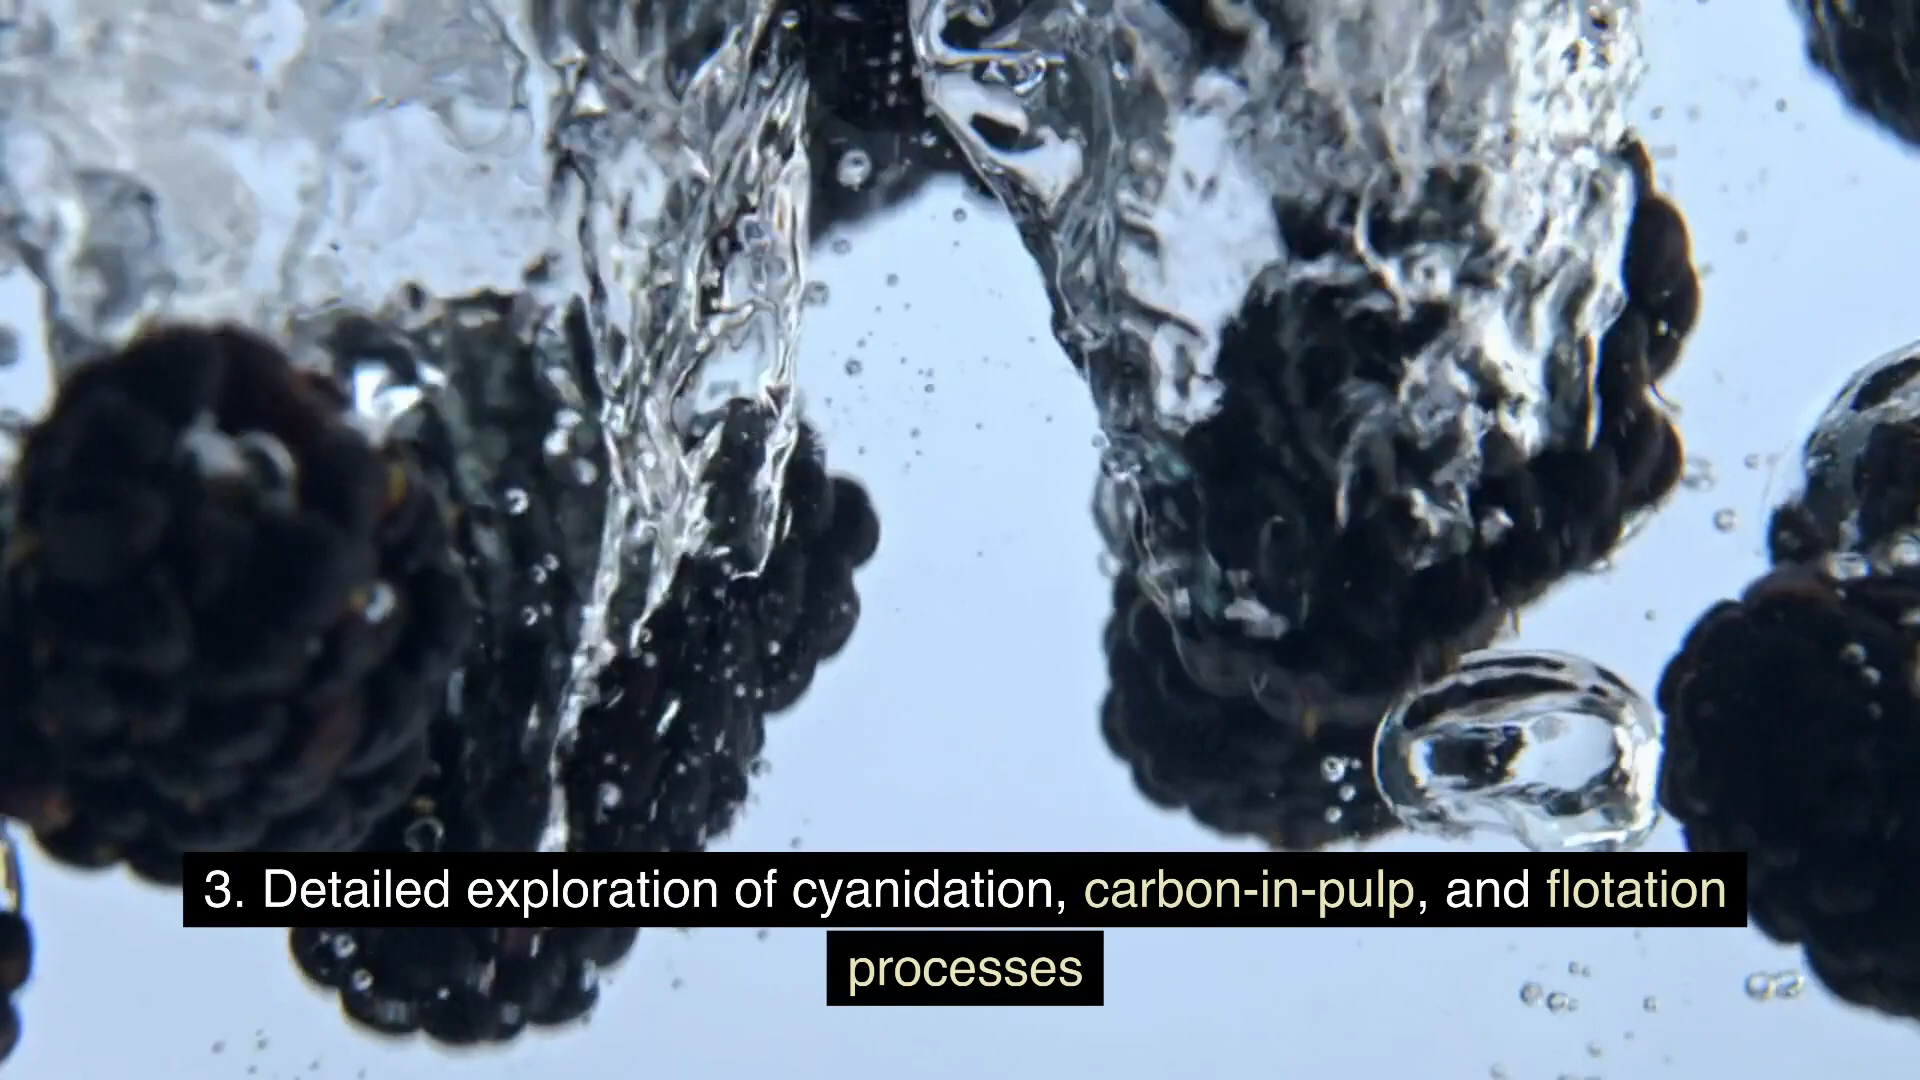 3. Detailed exploration of cyanidation, carbon-in-pulp, and flotation
processes